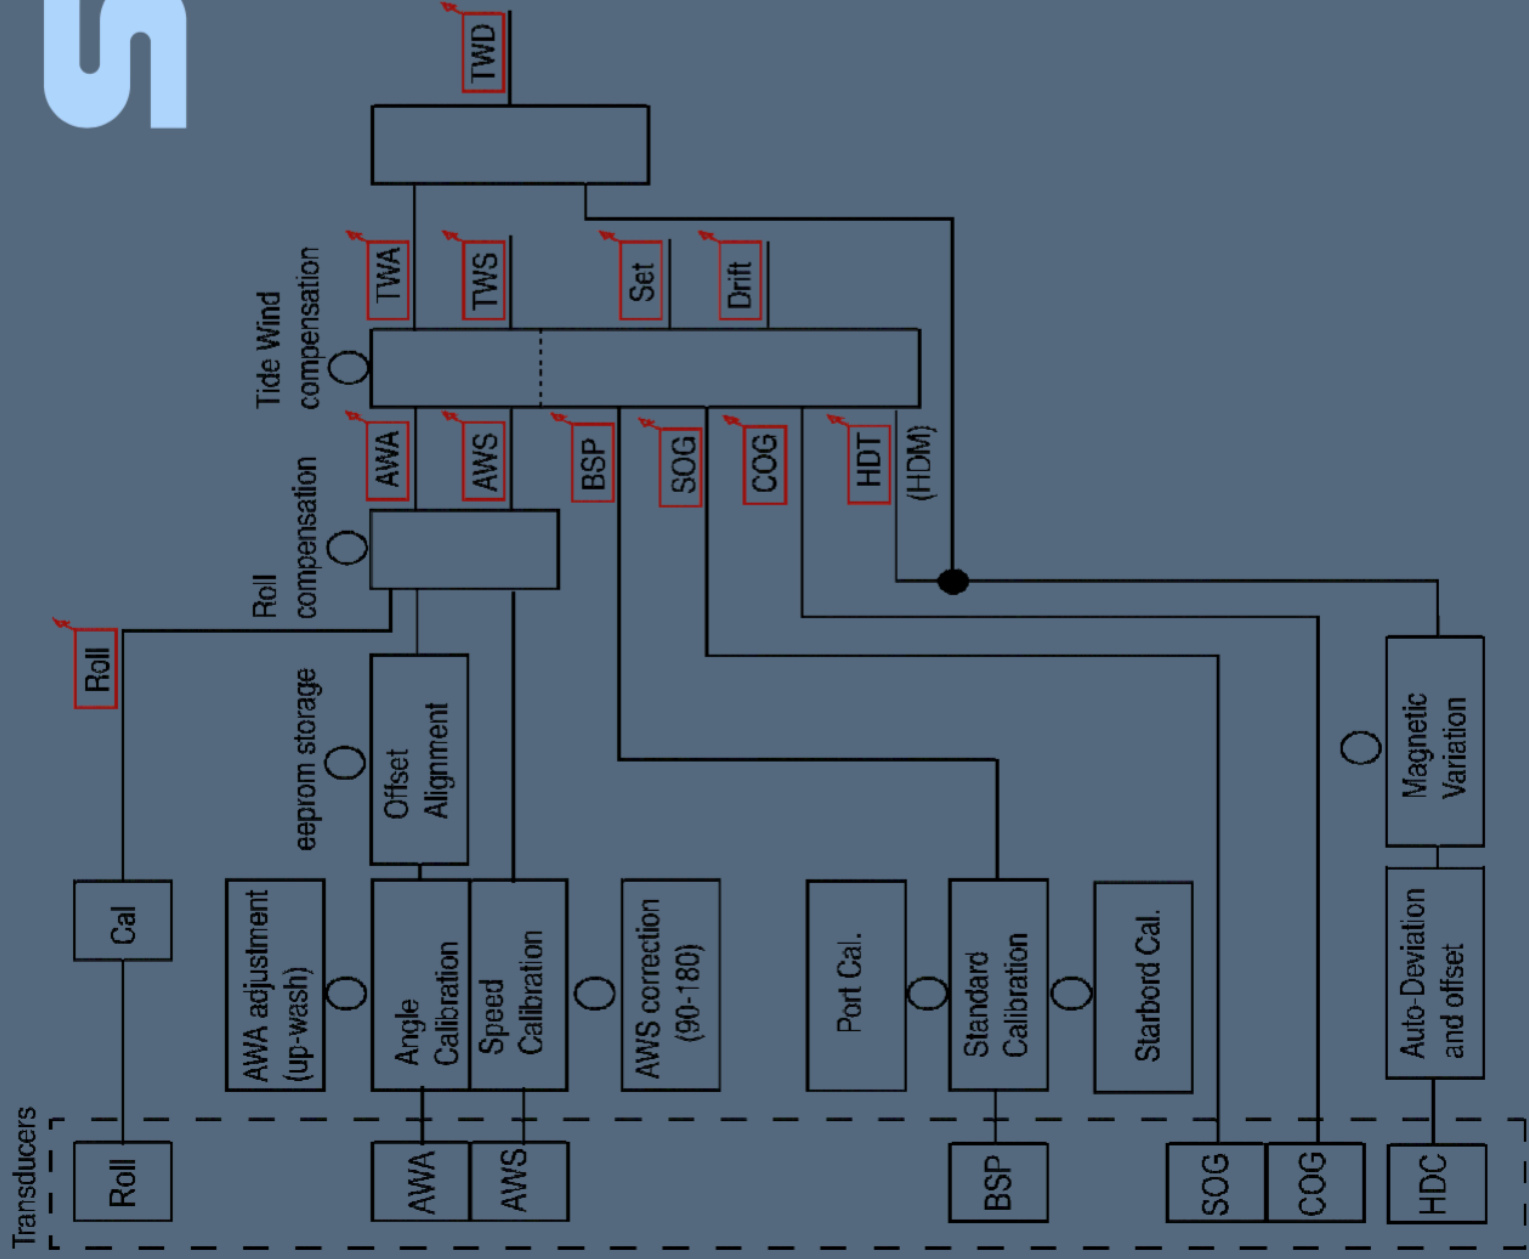 Transducers
Roll
Cal
Roll
AWA adjustment
(up-wash)
eeprom storage
Roll
compensation
Tide Wind
compensation
AWA
Angle
Calibration
Offset
Alignment
AWA
TWA
AWS
Speed
Calibration
AWS
TWS
TWD
AWS correction
(90-180)
BSP
Set
SOG
Drift
COG
Port Cal.
HDT
(HDM)
BSP
Standard
Calibration
Starbord Cal.
SOG
COG
HDC
Auto-Deviation
and offset
Magnetic
Variation